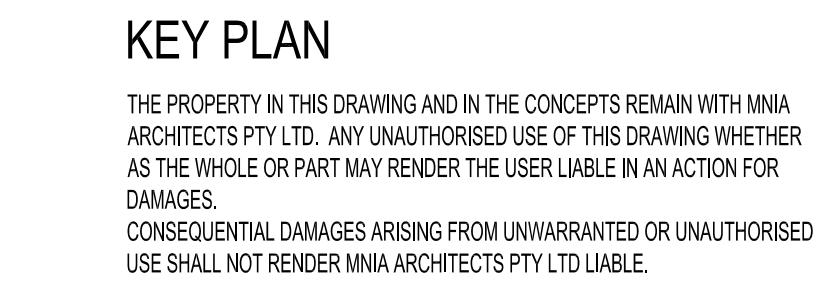 KEY PLAN
THE PROPERTY IN THIS DRAWING AND IN THE CONCEPTS REMAIN WITH MNIA
ARCHITECTS PTY LTD.  ANY UNAUTHORISED USE OF THIS DRAWING WHETHER
AS THE WHOLE OR PART MAY RENDER THE USER LIABLE IN AN ACTION FOR
DAMAGES.
CONSEQUENTIAL DAMAGES ARISING FROM UNWARRANTED OR UNAUTHORISED
USE SHALL NOT RENDER MNIA ARCHITECTS PTY LTD LIABLE.